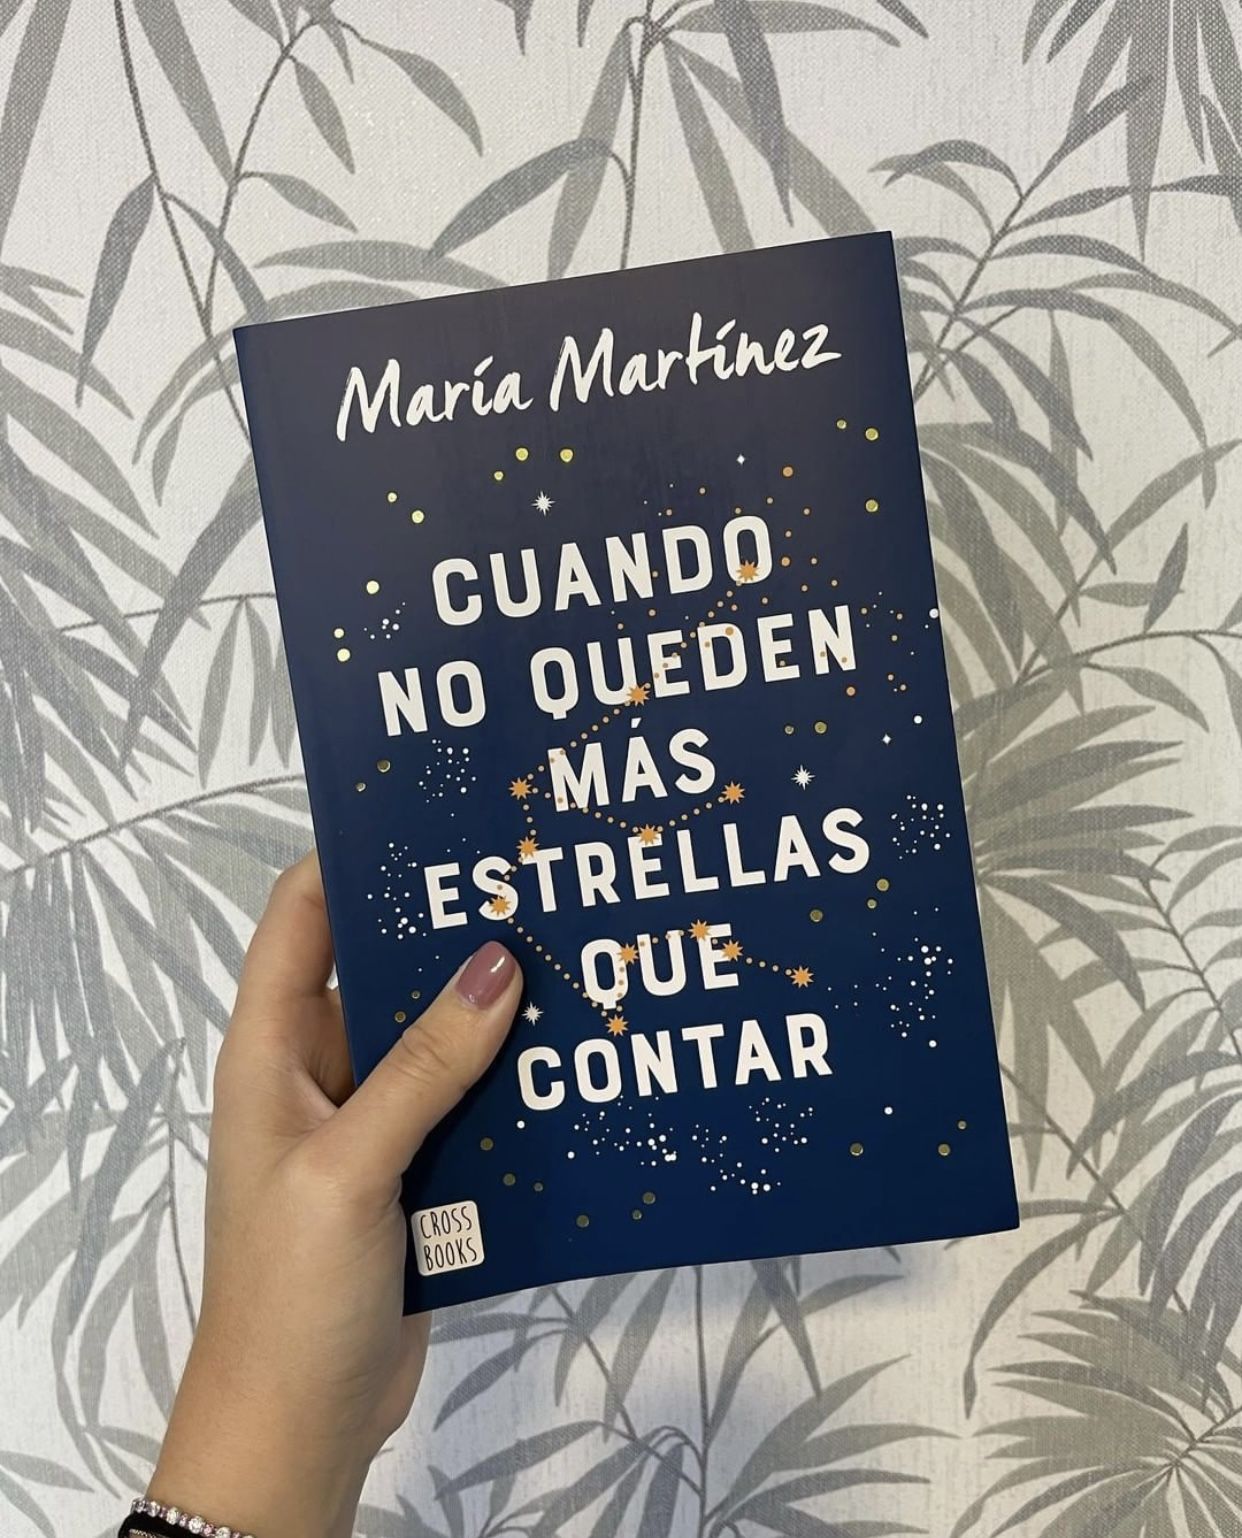 María Martínez
CUANDO
NO QUEDEN
MÁS
ESTRELLAS
QUE
CONTAR
CROSS
BOOKS